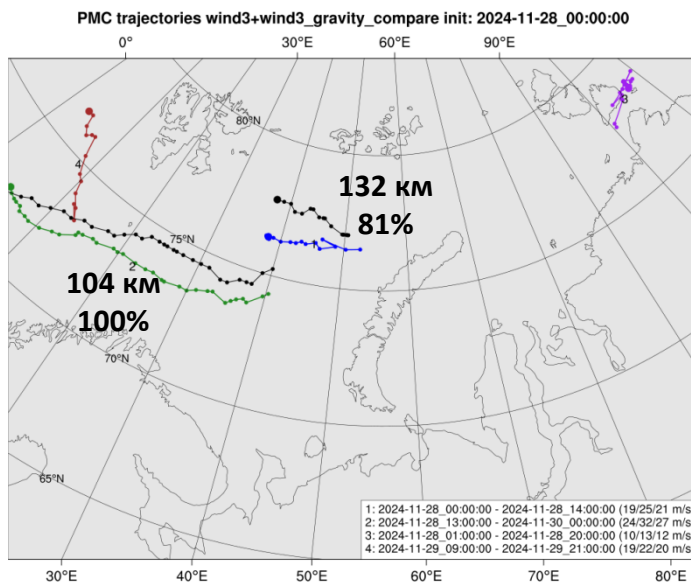 PMC trajectories wind3+wind3_gravity_compare init: 2024-11-28_00:00:00
0° 30°E 60°E 90°E
80°N
4
3
132 км
81%
75°N
1
2
104 км
100%
70°N
65°N
1: 2024-11-28_00:00:00 - 2024-11-28_14:00:00 (19/25/21 m/s
2: 2024-11-28_13:00:00 - 2024-11-30_00:00:00 (24/32/27 m/s
3: 2024-11-28_01:00:00 - 2024-11-28_20:00:00 (10/13/12 m/s
4: 2024-11-29_09:00:00 - 2024-11-29_21:00:00 (19/22/20 m/s
30°E 40°E 50°E 60°E 70°E 80°E